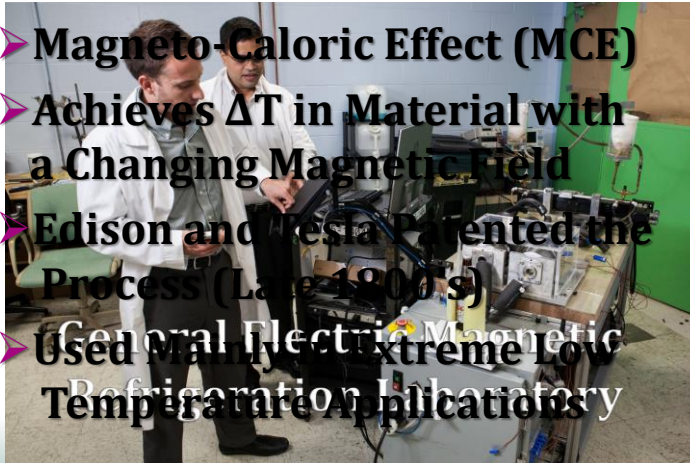 ➢Magneto-Caloric Effect (MCE)
➢Achieves ΔT in Material with
a Changing Magnetic Field
➢Edison and Tesla Patented the
Process (Late 1800's)
➢Used Mainly in Extreme Low
Temperature Applications
General Electric Magnetic
Refrigeration Laboratory